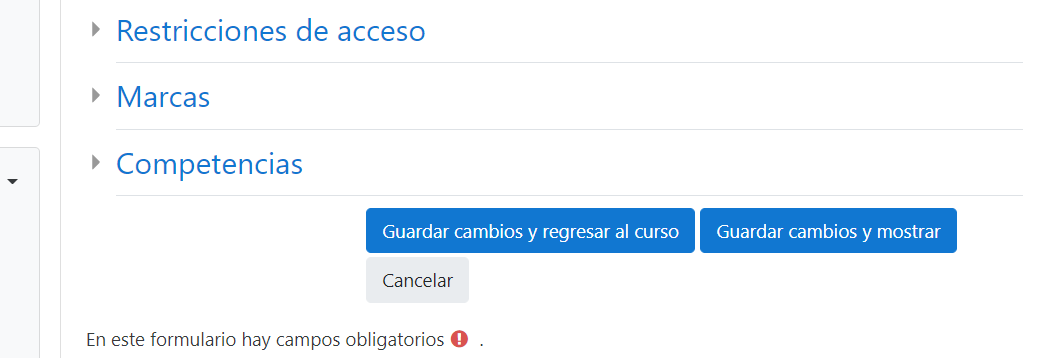 Restricciones de acceso
Marcas
Competencias
Guardar cambios y regresar al curso
Guardar cambios y mostrar
Cancelar
En este formulario hay campos obligatorios .